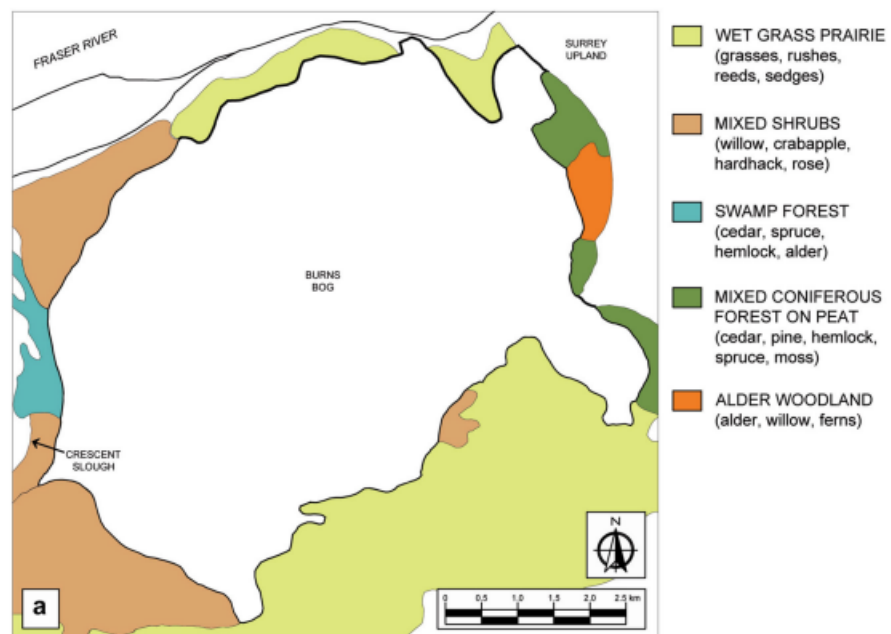 FRASER RIVER
SURREY
UPLAND
BURNS
BOG
CRESCENT
SLOUGH
a
N
0 0,5 1,0 1,5 2,0 2,5 km
WET GRASS PRAIRIE
(grasses, rushes,
reeds, sedges)
MIXED SHRUBS
(willow, crabapple,
hardhack, rose)
SWAMP FOREST
(cedar, spruce,
hemlock, alder)
MIXED CONIFEROUS
FOREST ON PEAT
(cedar, pine, hemlock,
spruce, moss)
ALDER WOODLAND
(alder, willow, ferns)